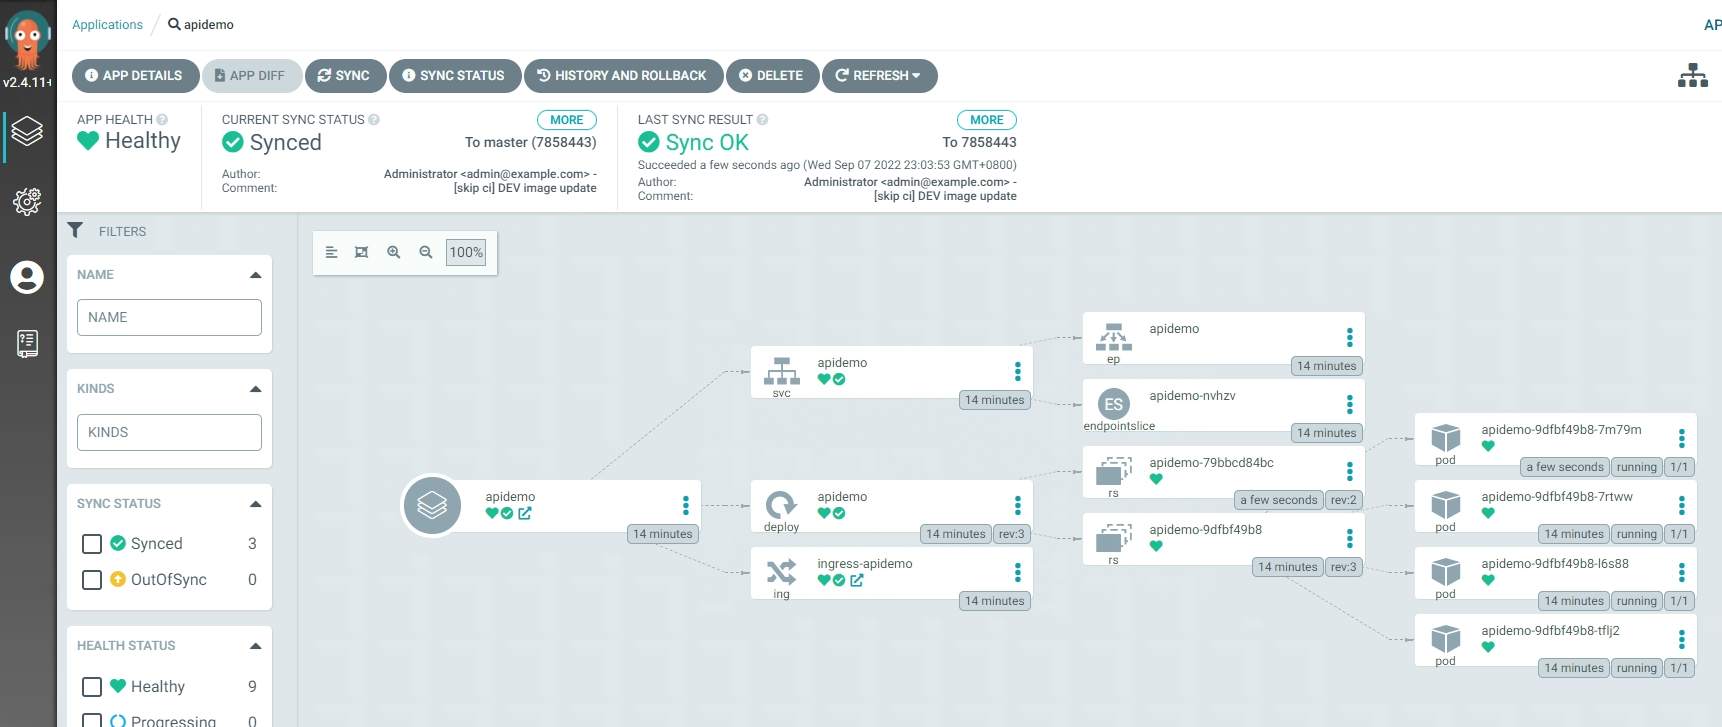 Applications / apidemo
AP
v2.4.11+
APP DETAILS
APP DIFF
SYNC
SYNC STATUS
HISTORY AND ROLLBACK
DELETE
REFRESH
APP HEALTH
Healthy
CURRENT SYNC STATUS
MORE
Synced
To master (7858443)
Author:
Administrator <admin@example.com> -
Comment:
[skip ci] DEV image update
LAST SYNC RESULT
MORE
Sync OK
To 7858443
Succeeded a few seconds ago (Wed Sep 07 2022 23:03:53 GMT+0800)
Author:
Administrator <admin@example.com> -
Comment:
[skip ci] DEV image update
FILTERS
NAME
NAME
KINDS
KINDS
SYNC STATUS
Synced 3
OutOfSync 0
HEALTH STATUS
Healthy 9
Progressing 0
100%
apidemo
14 minutes
apidemo
svc
14 minutes
apidemo
deploy
14 minutes rev:3
ingress-apidemo
ing
14 minutes
apidemo
ep
14 minutes
ES
apidemo-nvhzv
endpointslice
14 minutes
apidemo-79bbcd84bc
rs
a few seconds rev:2
apidemo-9dfbf49b8
rs
14 minutes rev:3
apidemo-9dfbf49b8-7m79m
pod
a few seconds running 1/1
apidemo-9dfbf49b8-7rtww
pod
14 minutes running 1/1
apidemo-9dfbf49b8-l6s88
pod
14 minutes running 1/1
apidemo-9dfbf49b8-tflj2
pod
14 minutes running 1/1